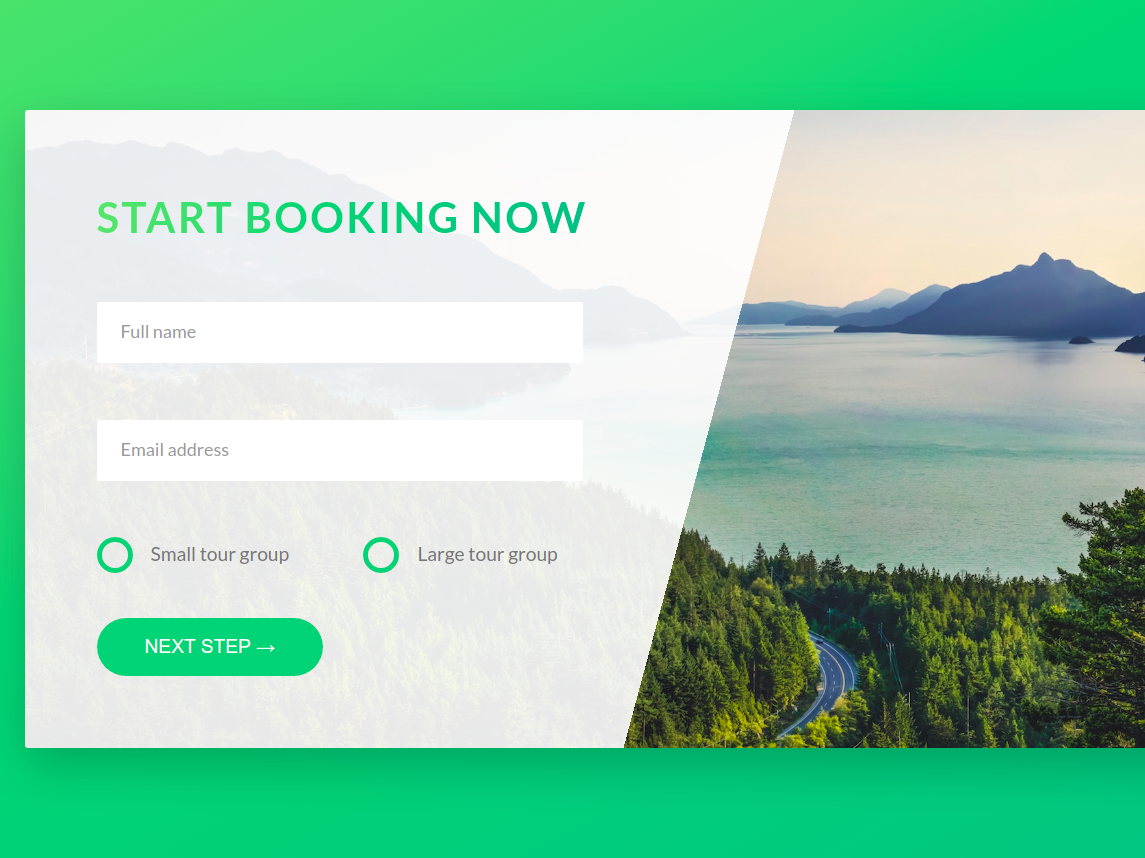 START BOOKING NOW
Full name
Email address
Small tour group
Large tour group
NEXT STEP →